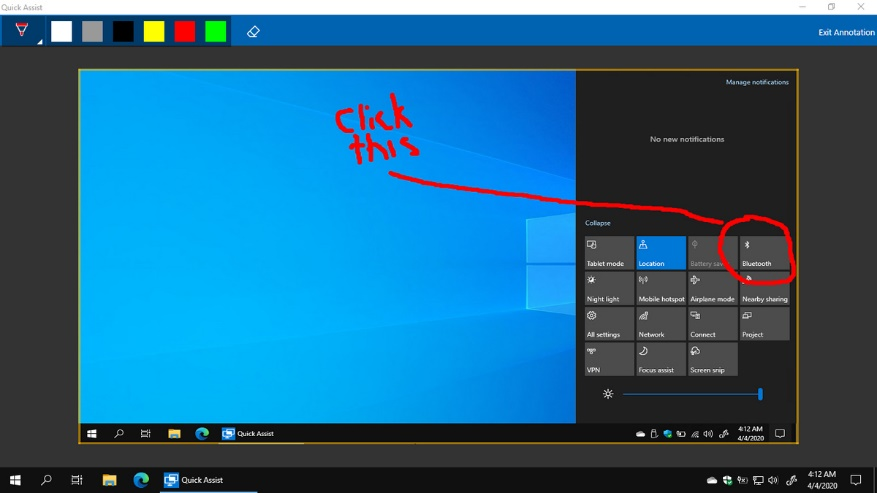 Quick Assist
Exit Annotation
Manage notifications
click
this
No new notifications
Collapse
Tablet mode
Location
Battery sav
Bluetooth
Night light
Mobile hotspot
Airplane mode
Nearby sharing
All settings
Network
Connect
Project
VPN
Focus assist
Screen snip
Quick Assist
4:12 AM
4/4/2020
Quick Assist
4:12 AM
4/4/2020